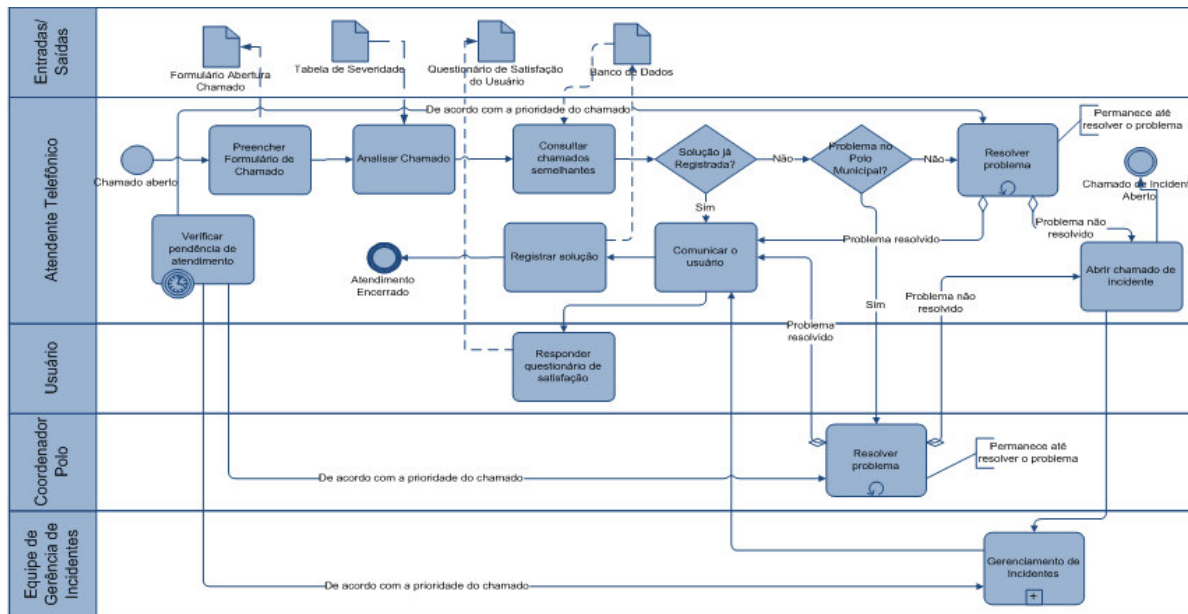 Entradas/
Saídas
Formulário Abertura
Chamado
Tabela de Severidade
Questionário de Satisfação
do Usuário
Banco de Dados
Atendente Telefônico
De acordo com a prioridade do chamado
Permanece até
resolver o problema
Chamado aberto
Preencher
Formulário de
Chamado
Analisar Chamado
Consultar
chamados
semelhantes
Solução já
Registrada?
Não
Problema no
Polo
Municipal?
Não
Resolver
problema
Chamado de Incident
Aberto
Sim
Verificar
pendência de
atendimento
Atendimento
Encerrado
Registrar solução
Comunicar o
usuário
Problema resolvido
Problema não
resolvido
Abrir chamado de
incidente
Sim
Problema não
resolvido
Problema
resolvido
Usuário
Responder
questionário de
satisfação
Coordenador
Polo
De acordo com a prioridade do chamado
Resolver
problema
Permanece até
resolver o problema
Equipe de
Gerência de
Incidentes
De acordo com a prioridade do chamado
Gerenciamento de
Incidentes